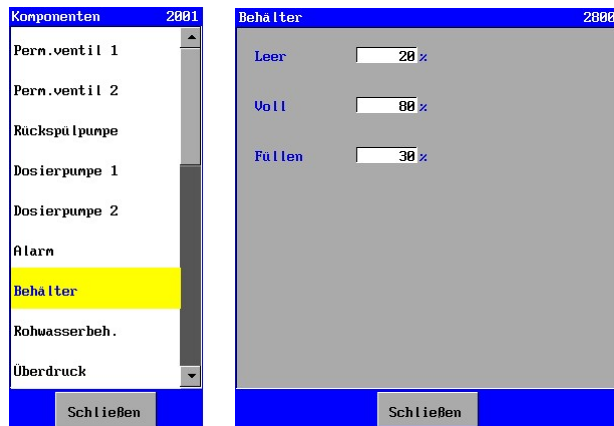 Komponenten 2001
Perm.ventil 1
Perm.ventil 2
Rückspülpumpe
Dosierpumpe 1
Dosierpumpe 2
Alarm
Behälter
Rohwasserbeh.
Überdruck
Schließen
Behälter 2800
Leer 20 %
Voll 80 %
Füllen 30 %
Schließen